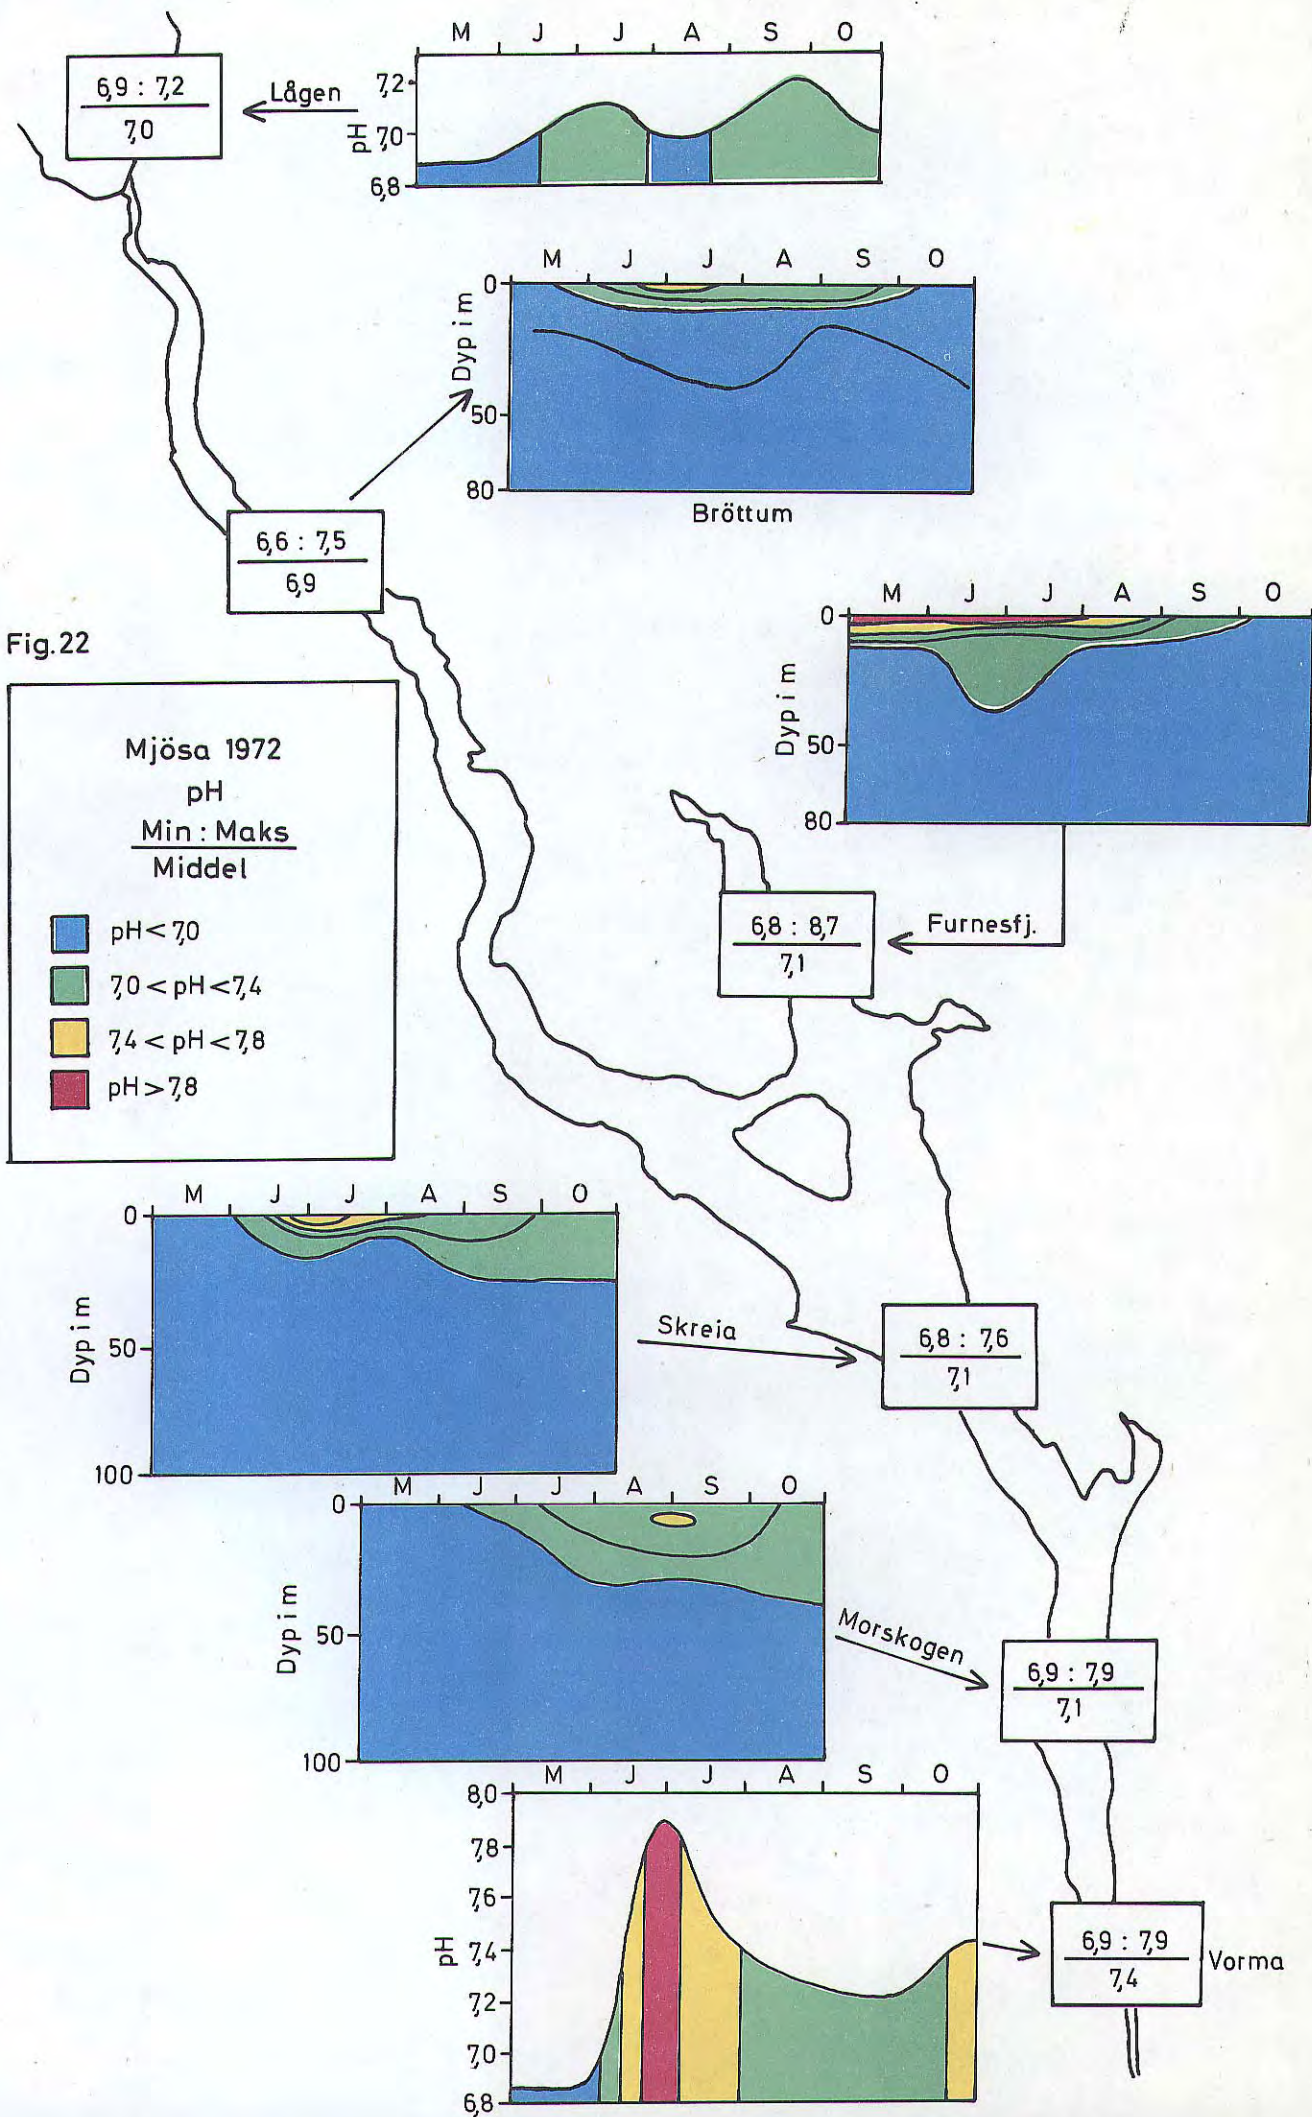 M J J A S O
6,9 : 7,2
7,0
Lågen
pH
7,2
7,0
6,8
M J J A S O
Dyp i m
0
50
80
Bröttum
6,6 : 7,5
6,9
Fig.22
Mjösa 1972
pH
Min : Maks
Middel
pH < 7,0
7,0 < pH < 7,4
7,4 < pH < 7,8
pH > 7,8
M J J A S O
Dyp i m
0
50
80
6,8 : 8,7
7,1
Furnesfj.
M J J A S O
Dyp i m
0
50
100
Skreia
6,8 : 7,6
7,1
M J J A S O
Dyp i m
0
50
100
Morskogen
6,9 : 7,9
7,1
M J J A S O
pH
8,0
7,8
7,6
7,4
7,2
7,0
6,8
6,9 : 7,9
7,4
Vorma